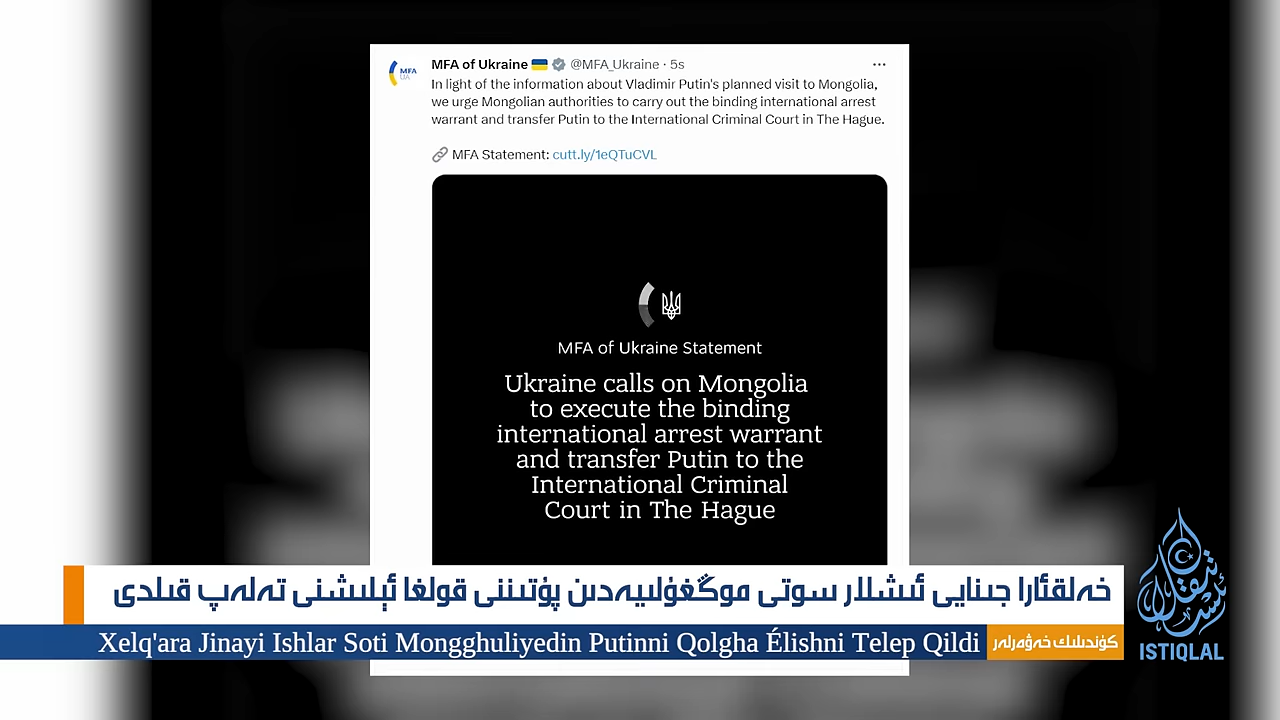 MFA of Ukraine @MFA_Ukraine · 5s
In light of the information about Vladimir Putin's planned visit to Mongolia,
we urge Mongolian authorities to carry out the binding international arrest
warrant and transfer Putin to the International Criminal Court in The Hague.
MFA Statement: cutt.ly/1eQTuCVL
MFA UA
MFA of Ukraine Statement
Ukraine calls on Mongolia
to execute the binding
international arrest warrant
and transfer Putin to the
International Criminal
Court in The Hague
خەلقئارا جىنايى ئىشلار سوتى موڭغۇلىيەدىن پۇتىننى قولغا ئېلىشنى تەلەپ قىلدى
Xelq'ara Jinayi Ishlar Soti Mongghuliyedin Putinni Qolgha Élishni Telep Qildi
كۈندىلىك خەۋەرلەر
ئىستىقلال
ISTIQLAL